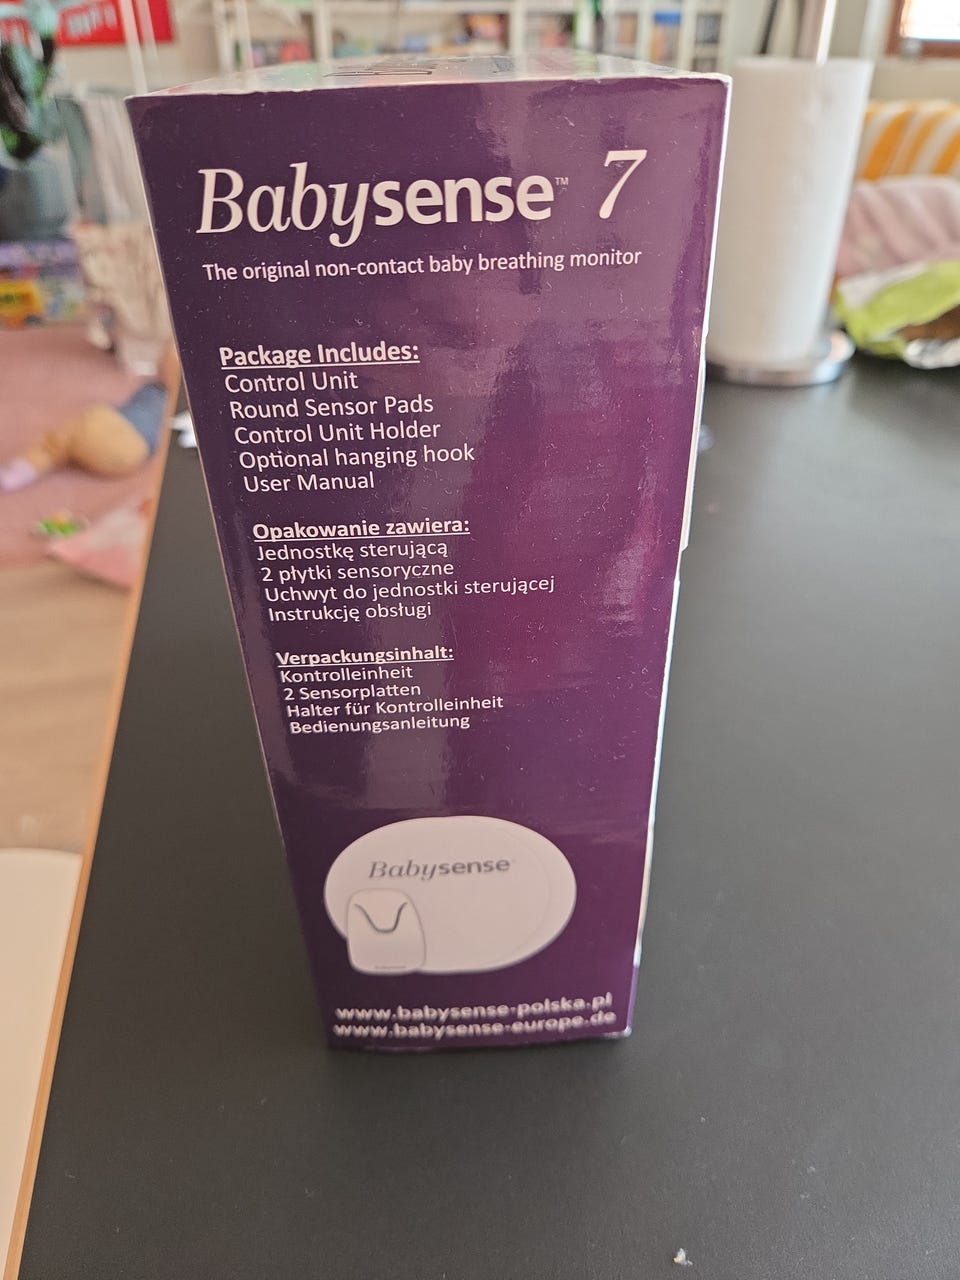 Babysense™ 7
The original non-contact baby breathing monitor
Package Includes:
Control Unit
Round Sensor Pads
Control Unit Holder
Optional hanging hook
User Manual
Opakowanie zawiera:
Jednostkę sterującą
2 płytki sensoryczne
Uchwyt do jednostki sterującej
Instrukcję obsługi
Verpackungsinhalt:
Kontrolleinheit
2 Sensorplatten
Halter für Kontrolleinheit
Bedienungsanleitung
Babysense
www.babysense-polska.pl
www.babysense-europe.de